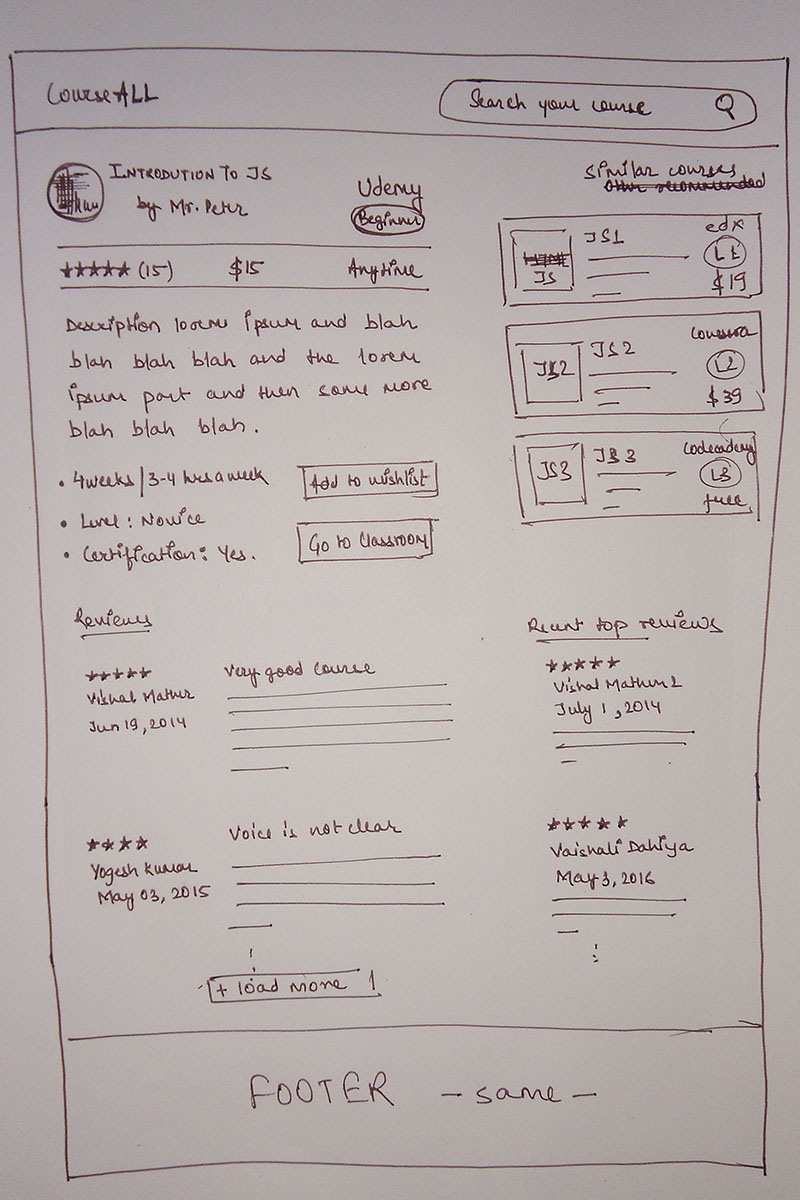 CourseALL
Search your course
INTRODUTION TO JS
by Mr. Peter
Udemy
Beginner
★★★★★ (15) $15 Anytime
Description lorem ipsum and blah
blah blah blah and the lorem
ipsum part and then some more
blah blah blah.
• 4weeks | 3-4 hrs a week
• Level : Novice
• Certification : Yes.
Add to wishlist
Go to Classroom
Similar courses
other recommended
JS
JS1
edX
L1
$19
JS2
JS2
Coursera
L2
$39
JS3
JS3
Codecademy
L3
free
Reviews
★★★★★
Vishal Mathur
Jun 19, 2014
Very good course
★★★★
Yogesh Kumar
May 03, 2015
Voice is not clear
+ load more
Recent top reviews
★★★★★
Vishal Mathur 2
July 1, 2014
★★★★★
Vaishali Dahiya
May 3, 2016
FOOTER - same -